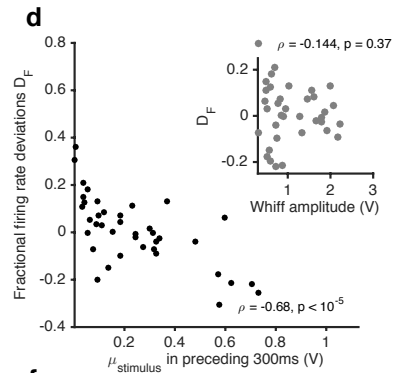 d
ρ = -0.144, p = 0.37
0.2
0
-0.2
D_F
1
2
3
Whiff amplitude (V)
Fractional firing rate deviations D_F
0.8
0.6
0.4
0.2
0
-0.2
-0.4
ρ = -0.68, p < 10^-5
0.2
0.4
0.6
0.8
1
μ_stimulus in preceding 300ms (V)